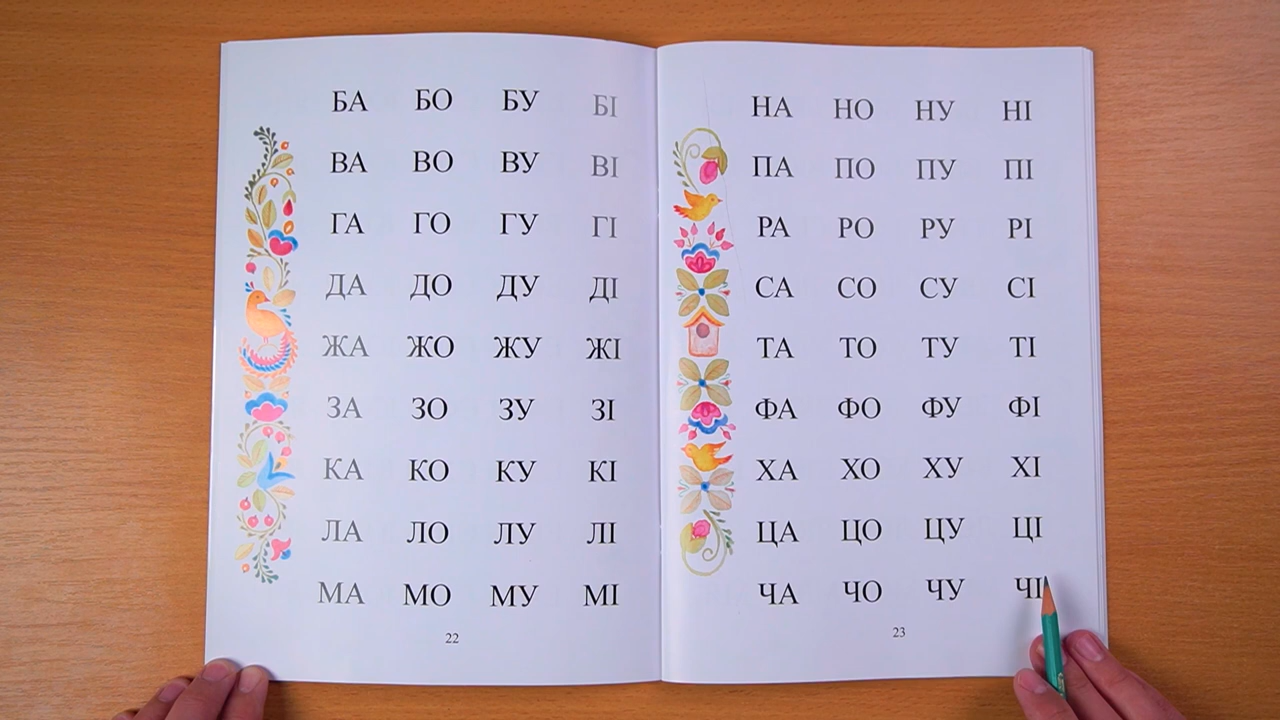 БА БО БУ БІ
ВА ВО ВУ ВІ
ГА ГО ГУ ГІ
ДА ДО ДУ ДІ
ЖА ЖО ЖУ ЖІ
ЗА ЗО ЗУ ЗІ
КА КО КУ КІ
ЛА ЛО ЛУ ЛІ
МА МО МУ МІ
22
НА НО НУ НІ
ПА ПО ПУ ПІ
РА РО РУ РІ
СА СО СУ СІ
ТА ТО ТУ ТІ
ФА ФО ФУ ФІ
ХА ХО ХУ ХІ
ЦА ЦО ЦУ ЦІ
ЧА ЧО ЧУ ЧІ
23